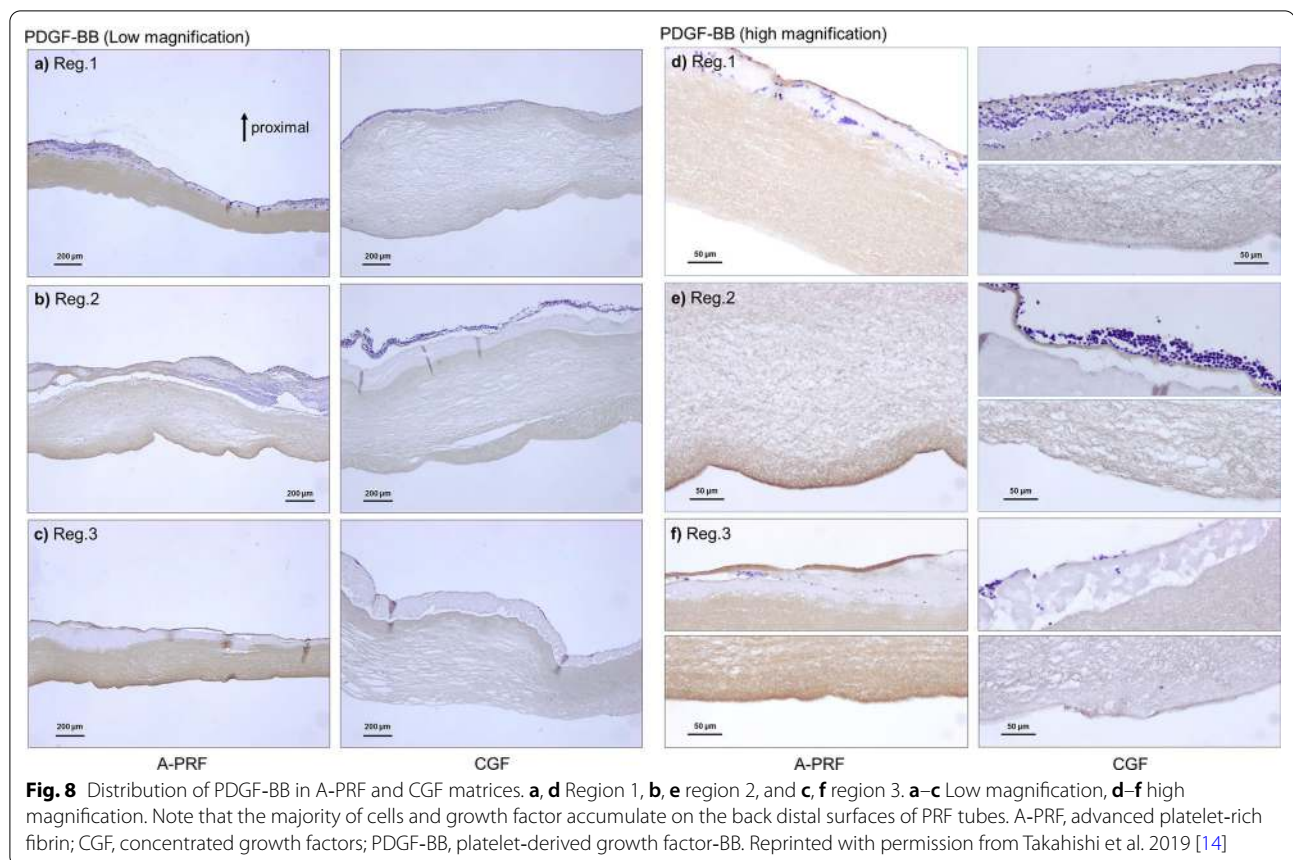 PDGF-BB (Low magnification)
PDGF-BB (high magnification)
a) Reg.1
proximal
200 µm
200 µm
b) Reg.2
200 µm
200 µm
c) Reg.3
200 µm
200 µm
A-PRF
CGF
d) Reg.1
50 µm
50 µm
e) Reg.2
50 µm
50 µm
f) Reg.3
50 µm
50 µm
A-PRF
CGF
Fig. 8 Distribution of PDGF-BB in A-PRF and CGF matrices. a, d Region 1, b, e region 2, and c, f region 3. a–c Low magnification, d–f high
magnification. Note that the majority of cells and growth factor accumulate on the back distal surfaces of PRF tubes. A-PRF, advanced platelet-rich
fibrin; CGF, concentrated growth factors; PDGF-BB, platelet-derived growth factor-BB. Reprinted with permission from Takahishi et al. 2019 [14]